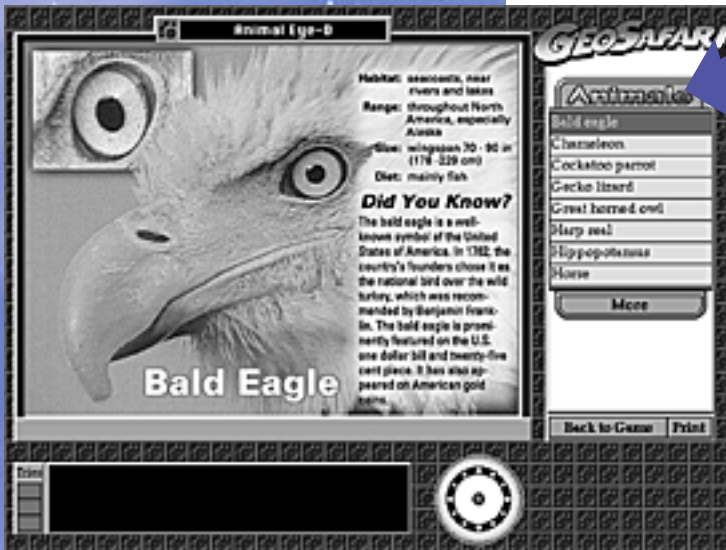 Animal Eye-D
GEOSAFARI
Habitat: seacoasts, near
rivers and lakes
Range: throughout North
America, especially
Alaska
Size: wingspan 70 - 90 in
(178 -229 cm)
Diet: mainly fish
Did You Know?
The bald eagle is a well-
known symbol of the United
States of America. In 1782, the
country's founders chose it as
the national bird over the wild
turkey, which was recom-
mended by Benjamin Frank-
lin. The bald eagle is promi-
nently featured on the U.S.
one dollar bill and twenty-five
cent piece. It has also ap-
peared on American gold
coins.
Bald Eagle
Animals
Bald eagle
Chameleon
Cockatoo parrot
Gecko lizard
Great horned owl
Harp seal
Hippopotamus
Horse
More
Back to Game Print